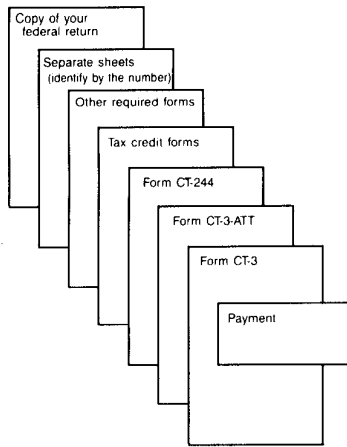 Copy of your
federal return
Separate sheets
(identify by the number)
Other required forms
Tax credit forms
Form CT-244
Form CT-3-ATT
Form CT-3
Payment